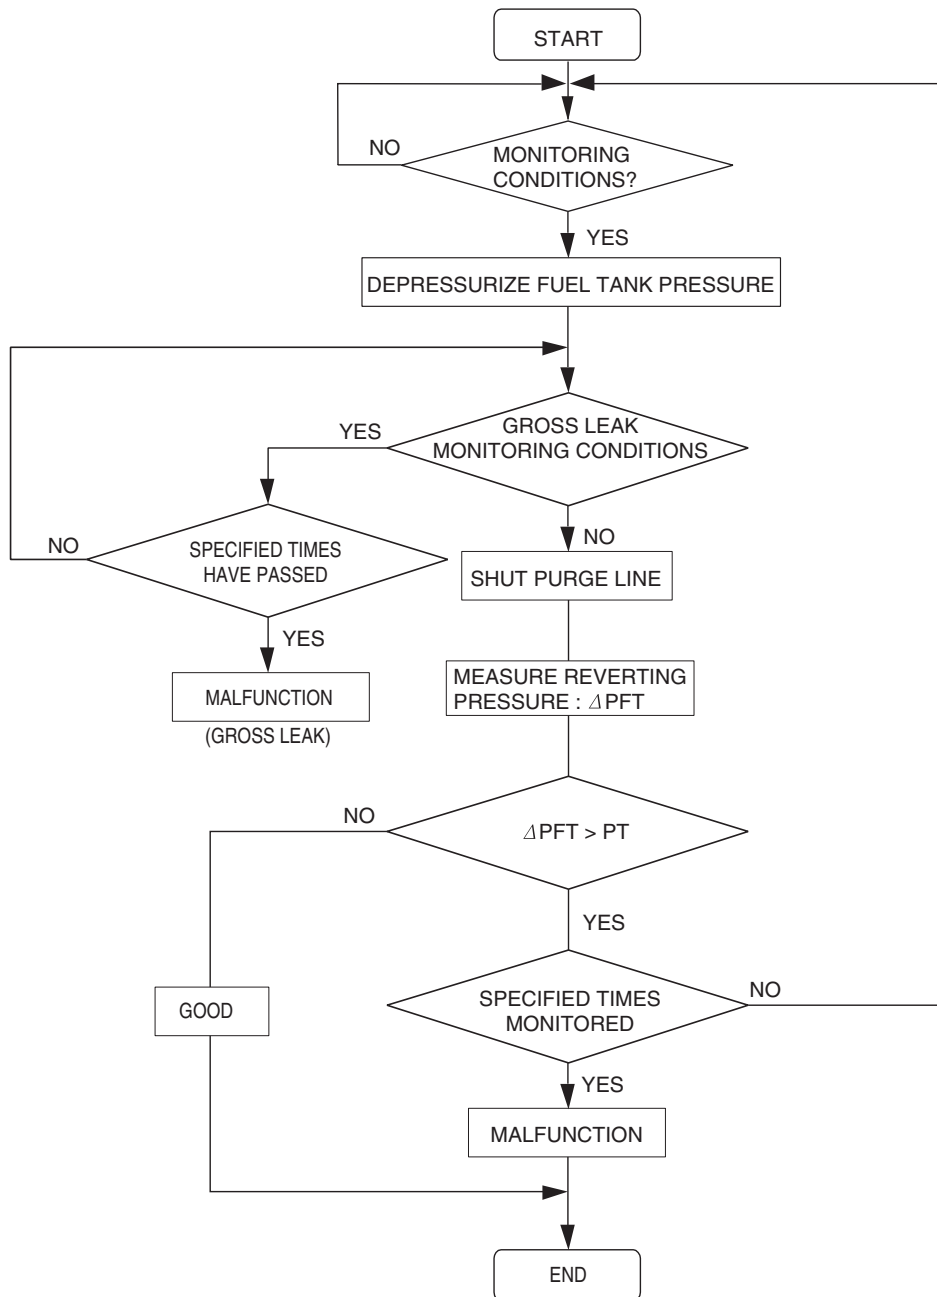 START
NO
MONITORING
CONDITIONS?
YES
DEPRESSURIZE FUEL TANK PRESSURE
YES
GROSS LEAK
MONITORING CONDITIONS
NO
SPECIFIED TIMES
HAVE PASSED
NO
SHUT PURGE LINE
YES
MALFUNCTION
(GROSS LEAK)
MEASURE REVERTING
PRESSURE : ΔPFT
NO
ΔPFT > PT
YES
GOOD
SPECIFIED TIMES
MONITORED
NO
YES
MALFUNCTION
END